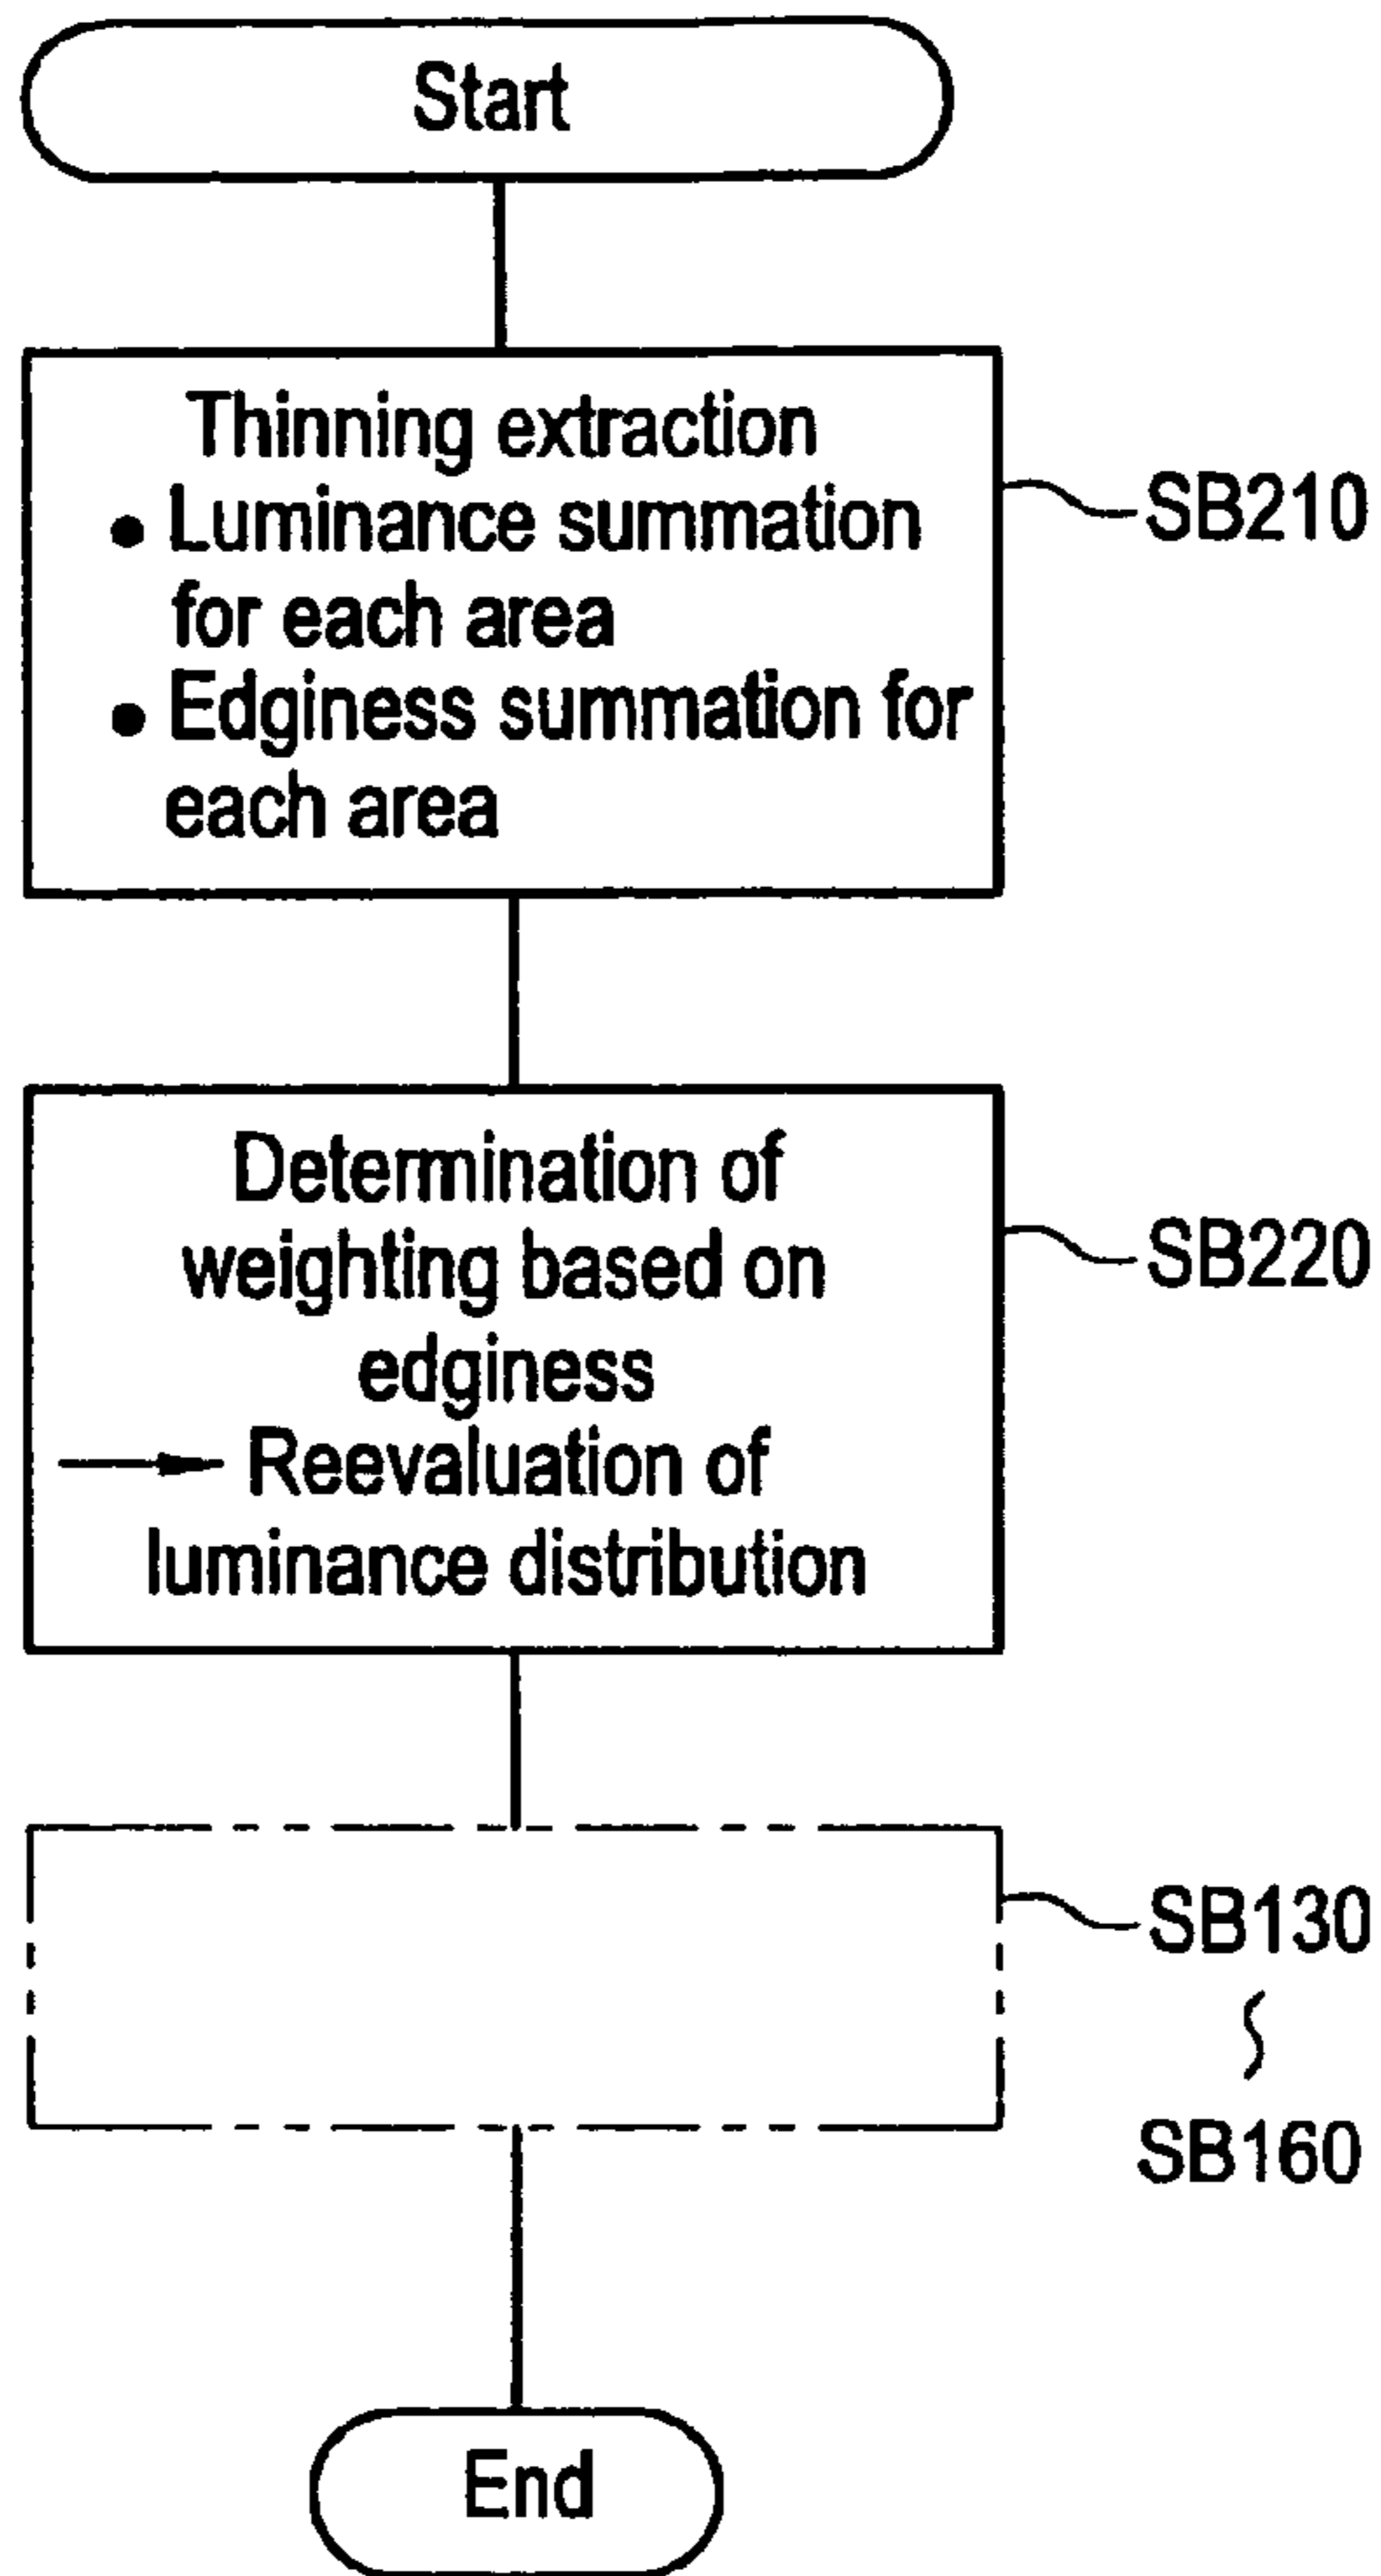 Start
Thinning extraction
● Luminance summation
for each area
● Edginess summation for
each area
SB210
Determination of
weighting based on
edginess
→ Reevaluation of
luminance distribution
SB220
SB130
~
SB160
End